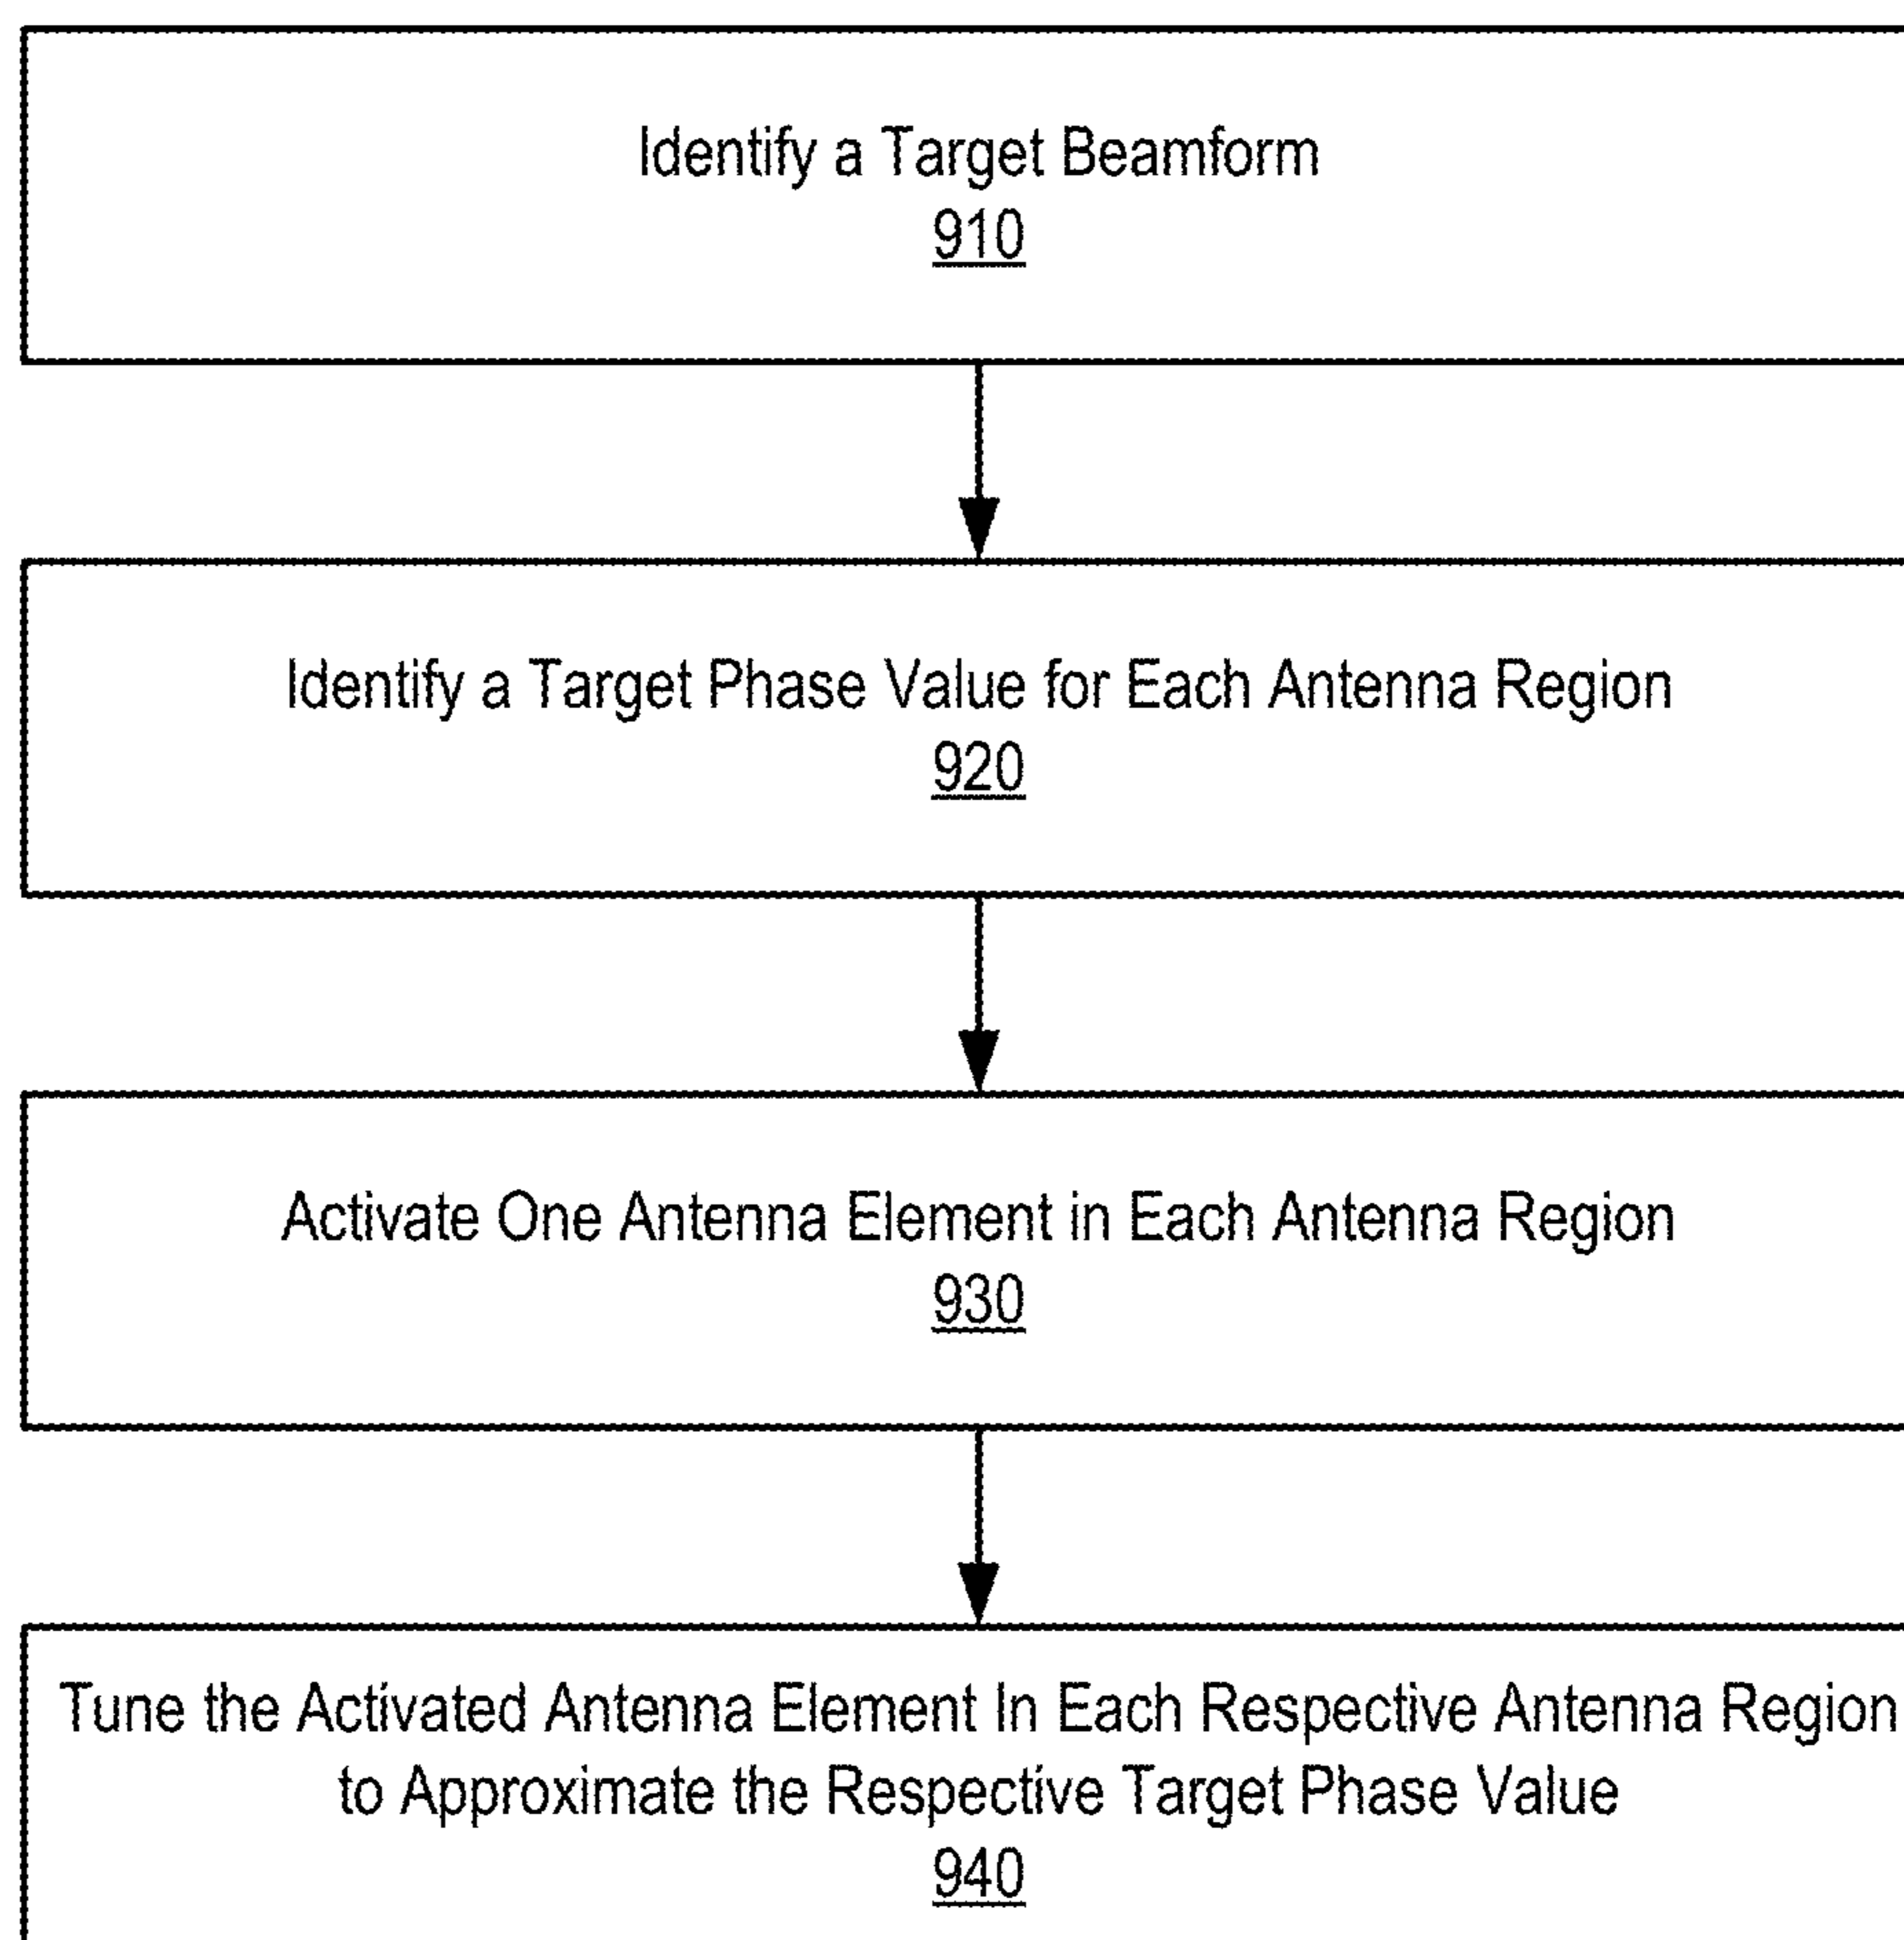 Identify a Target Beamform
910
Identify a Target Phase Value for Each Antenna Region
920
Activate One Antenna Element in Each Antenna Region
930
Tune the Activated Antenna Element In Each Respective Antenna Region
to Approximate the Respective Target Phase Value
940